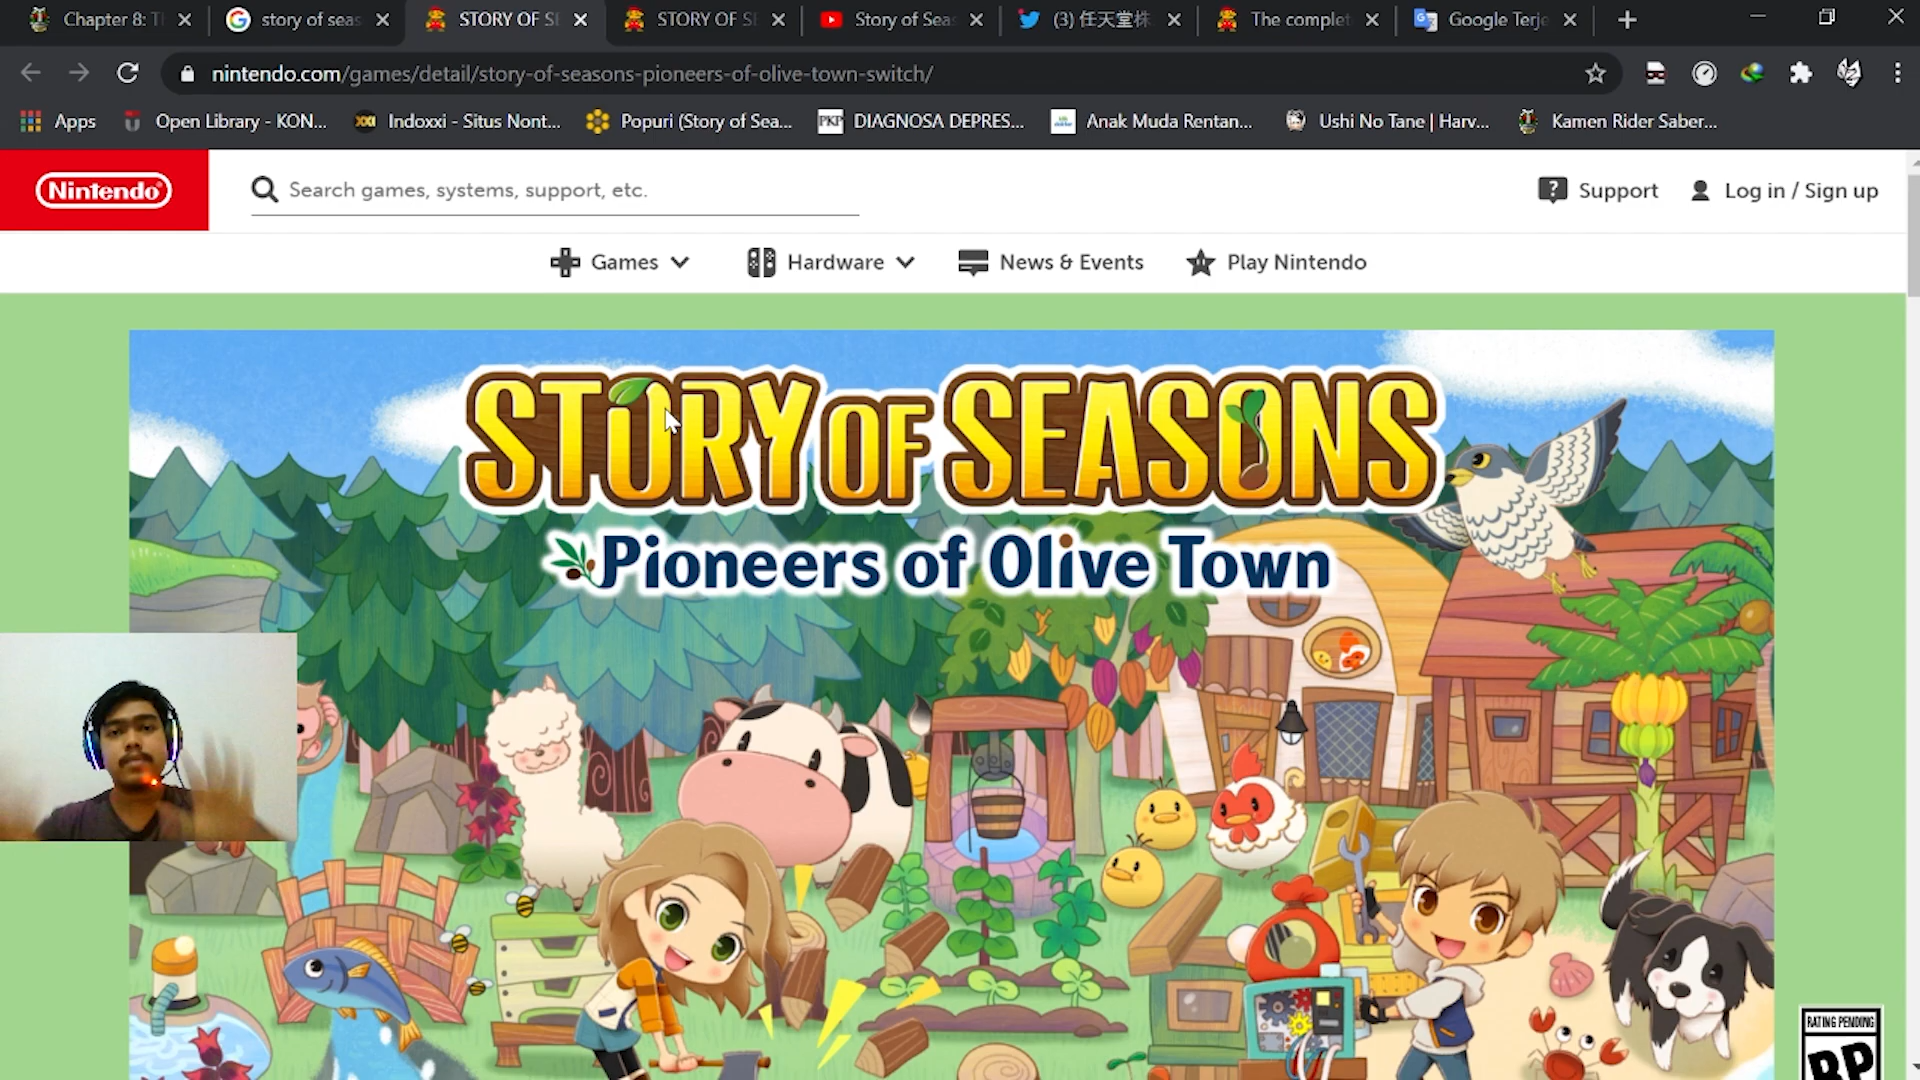 Chapter 8: T
story of seas
STORY OF S
STORY OF S
Story of Seas
(3) 任天堂株
The complet
Google Terje
nintendo.com/games/detail/story-of-seasons-pioneers-of-olive-town-switch/
Apps
Open Library - KON...
Indoxxi - Situs Nont...
Popuri (Story of Sea...
PKP DIAGNOSA DEPRES...
Anak Muda Rentan...
Ushi No Tane | Harv...
Kamen Rider Saber...
Nintendo
Search games, systems, support, etc.
Support
Log in / Sign up
Games
Hardware
News & Events
Play Nintendo
STORY OF SEASONS
Pioneers of Olive Town
RATING PENDING
RP